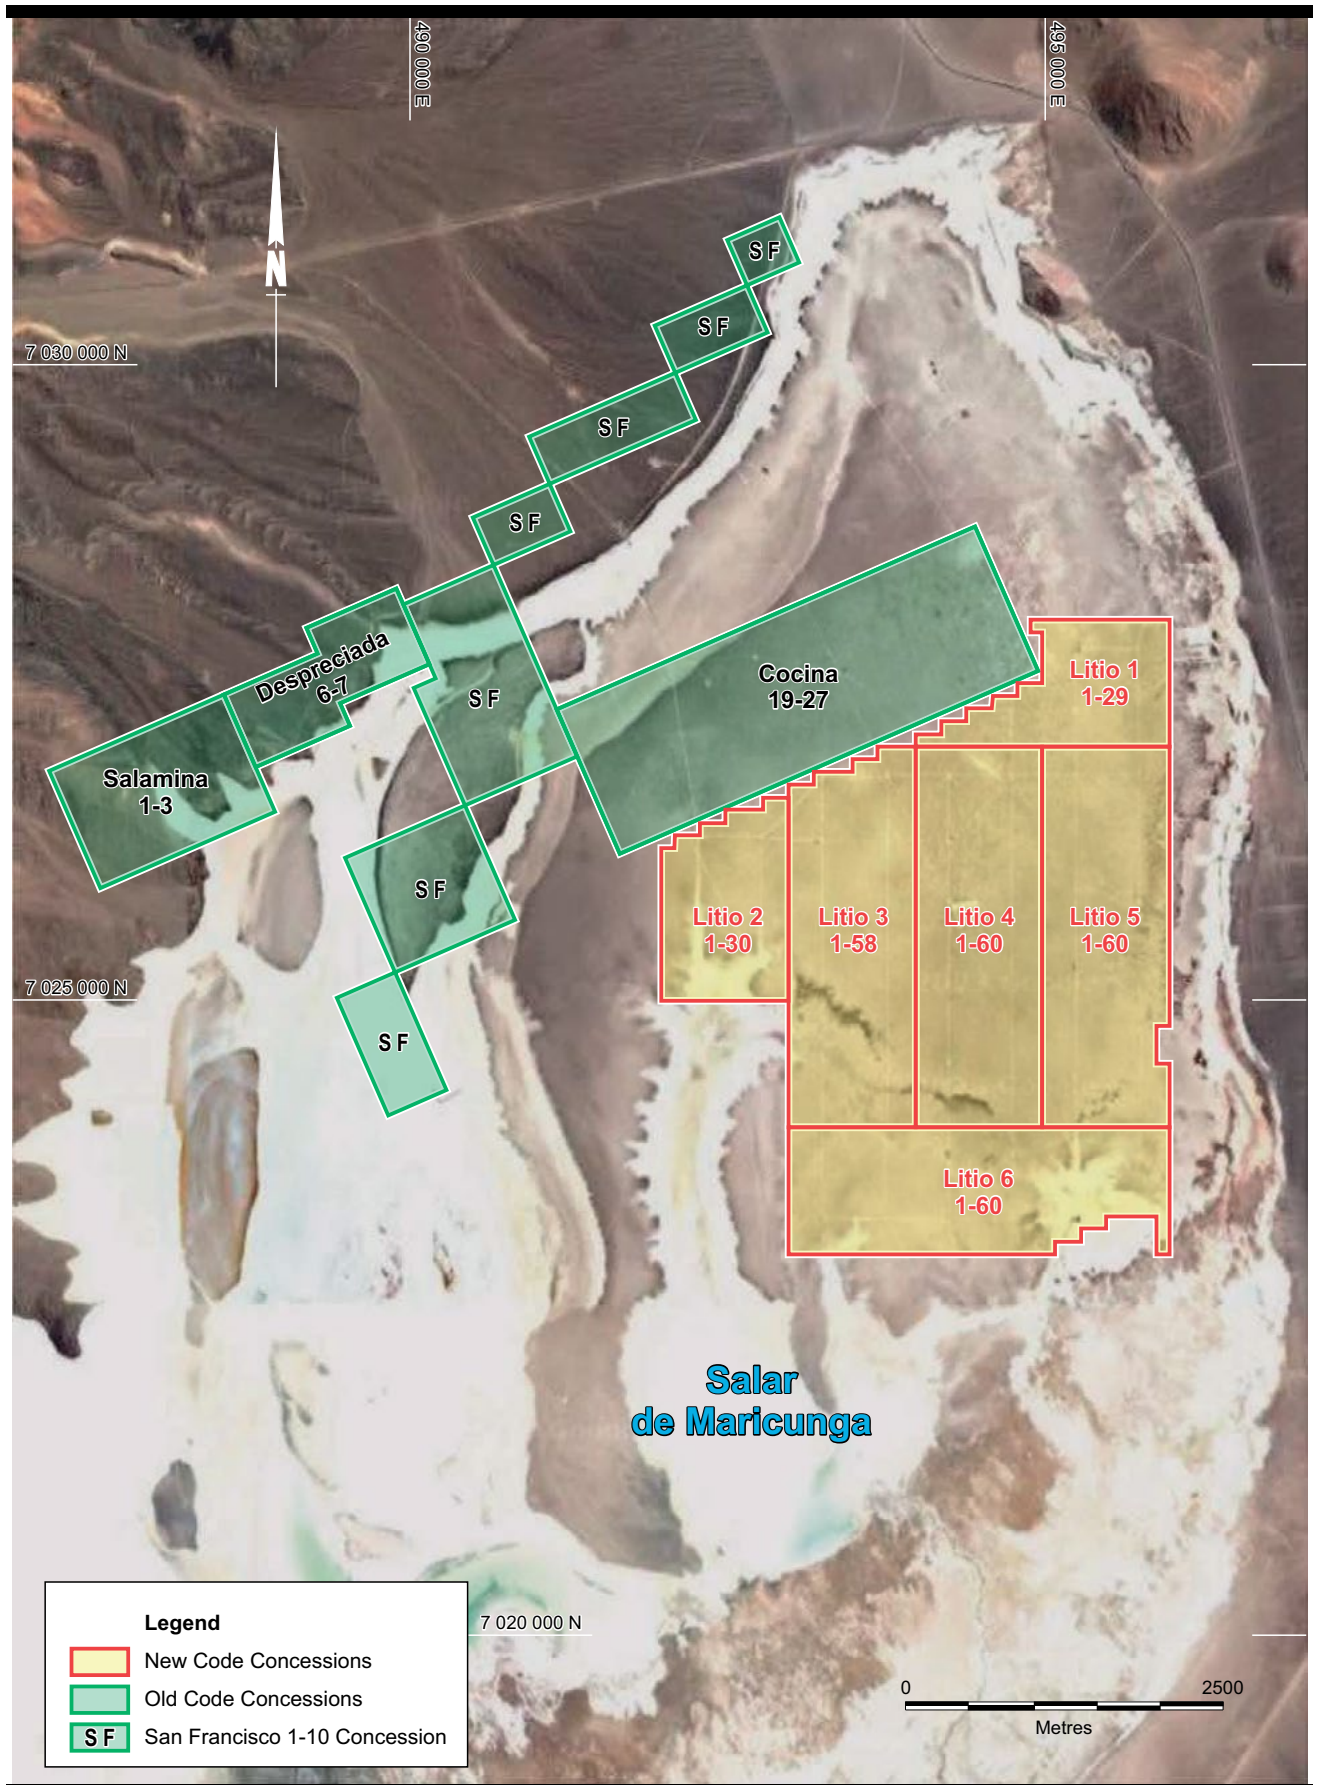 490 000 E
495 000 E
N
7 030 000 N
S F
S F
S F
S F
Despreciada
6-7
S F
Cocina
19-27
Litio 1
1-29
Salamina
1-3
S F
Litio 2
1-30
Litio 3
1-58
Litio 4
1-60
Litio 5
1-60
7 025 000 N
S F
Litio 6
1-60
Salar
de Maricunga
7 020 000 N
Legend
New Code Concessions
Old Code Concessions
S F San Francisco 1-10 Concession
0 2500
Metres